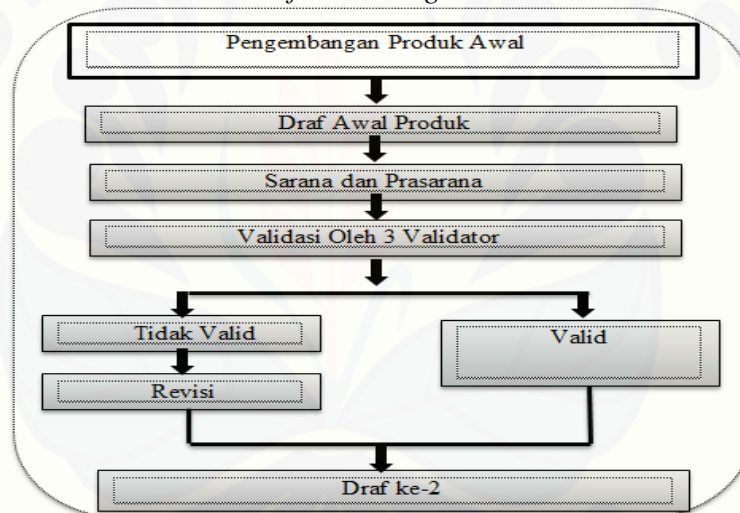 Pengembangan Produk Awal
Draf Awal Produk
Sarana dan Prasarana
Validasi Oleh 3 Validator
Tidak Valid
Valid
Revisi
Draf ke-2